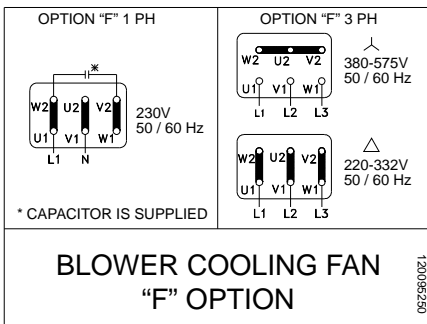 OPTION "F" 1 PH
*
W2 U2 V2
U1 V1 W1
L1 N
230V
50 / 60 Hz
* CAPACITOR IS SUPPLIED
OPTION "F" 3 PH
W2 U2 V2
U1 V1 W1
L1 L2 L3
380-575V
50 / 60 Hz
W2 U2 V2
U1 V1 W1
L1 L2 L3
220-332V
50 / 60 Hz
BLOWER COOLING FAN
“F” OPTION
120095250